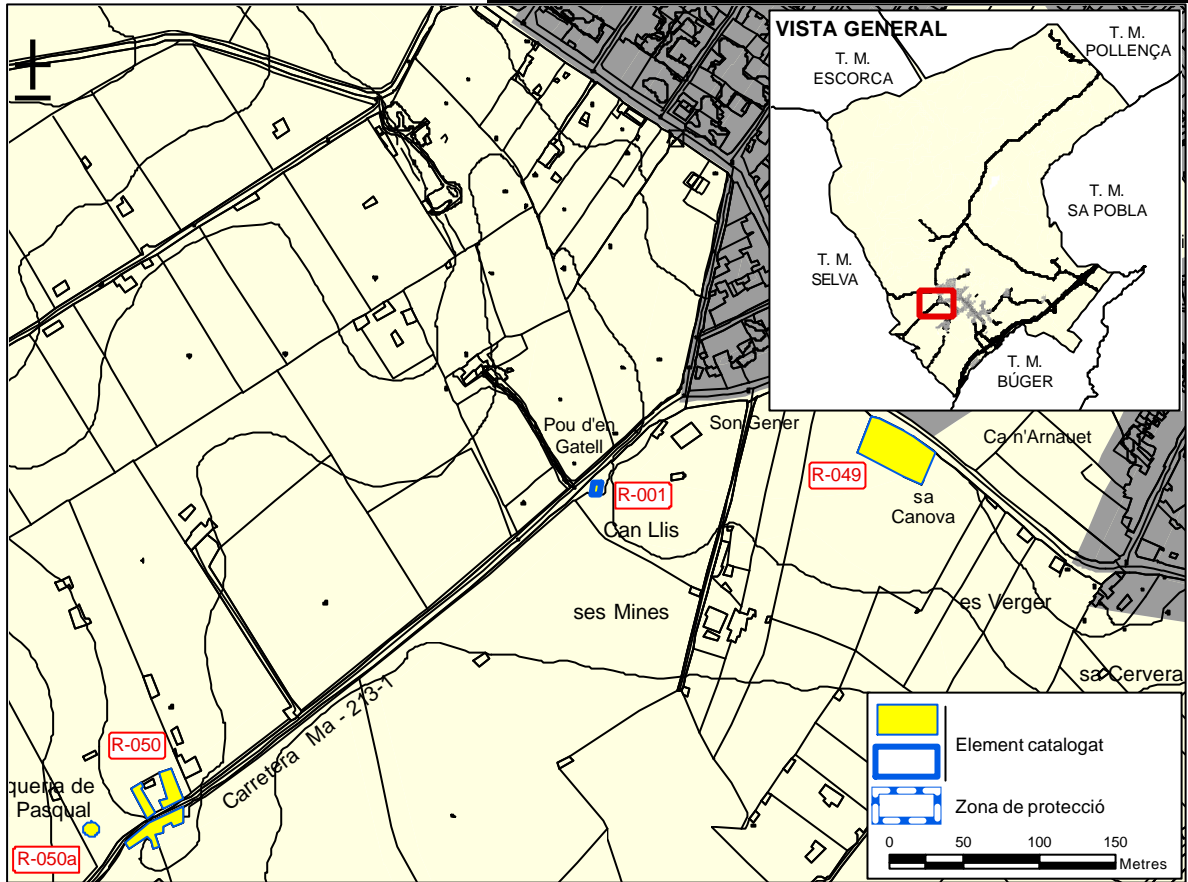 VISTA GENERAL
T. M.
POLLENÇA
T. M.
ESCORCA
T. M.
SA POBLA
T. M.
SELVA
T. M.
BÚGER
Pou d'en
Gatell
Son Gener
Ca n'Arnauet
R-049
R-001
sa
Canova
Can Llis
ses Mines
es Verger
sa Cervera
Carretera Ma - 213-1
R-050
queria de
Pasqual
R-050a
Element catalogat
Zona de protecció
0 50 100 150
Metres